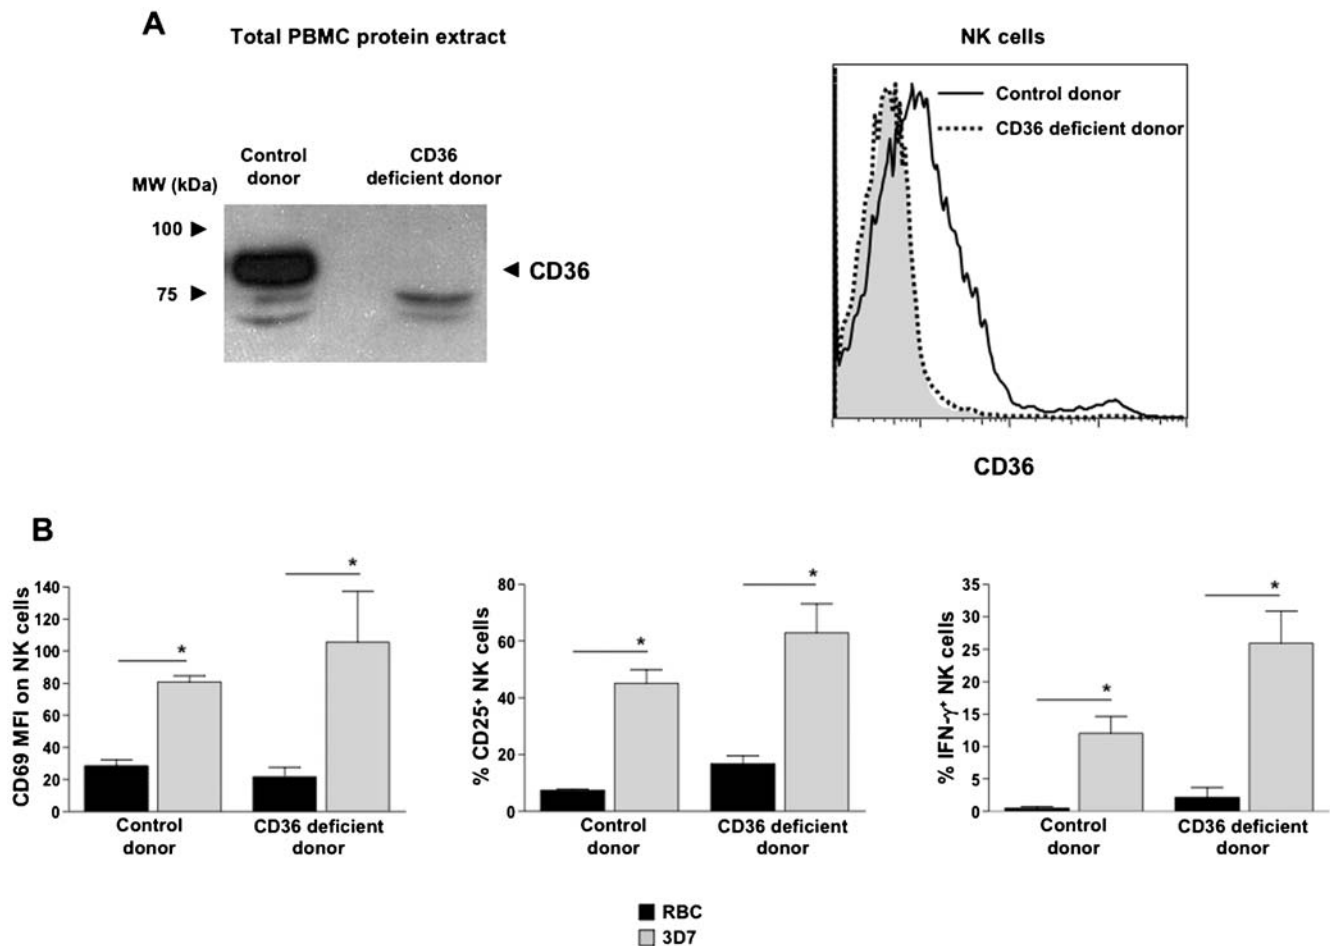 A
Total PBMC protein extract
NK cells
Control donor
CD36 deficient donor
Control
donor
CD36
deficient donor
MW (kDa)
100
75
CD36
CD36
B
CD69 MFI on NK cells
140
120
100
80
60
40
20
0
*
*
Control
donor
CD36 deficient
donor
% CD25⁺ NK cells
80
60
40
20
0
*
*
Control
donor
CD36 deficient
donor
% IFN-γ⁺ NK cells
35
30
25
20
15
10
5
0
*
*
Control
donor
CD36 deficient
donor
RBC
3D7